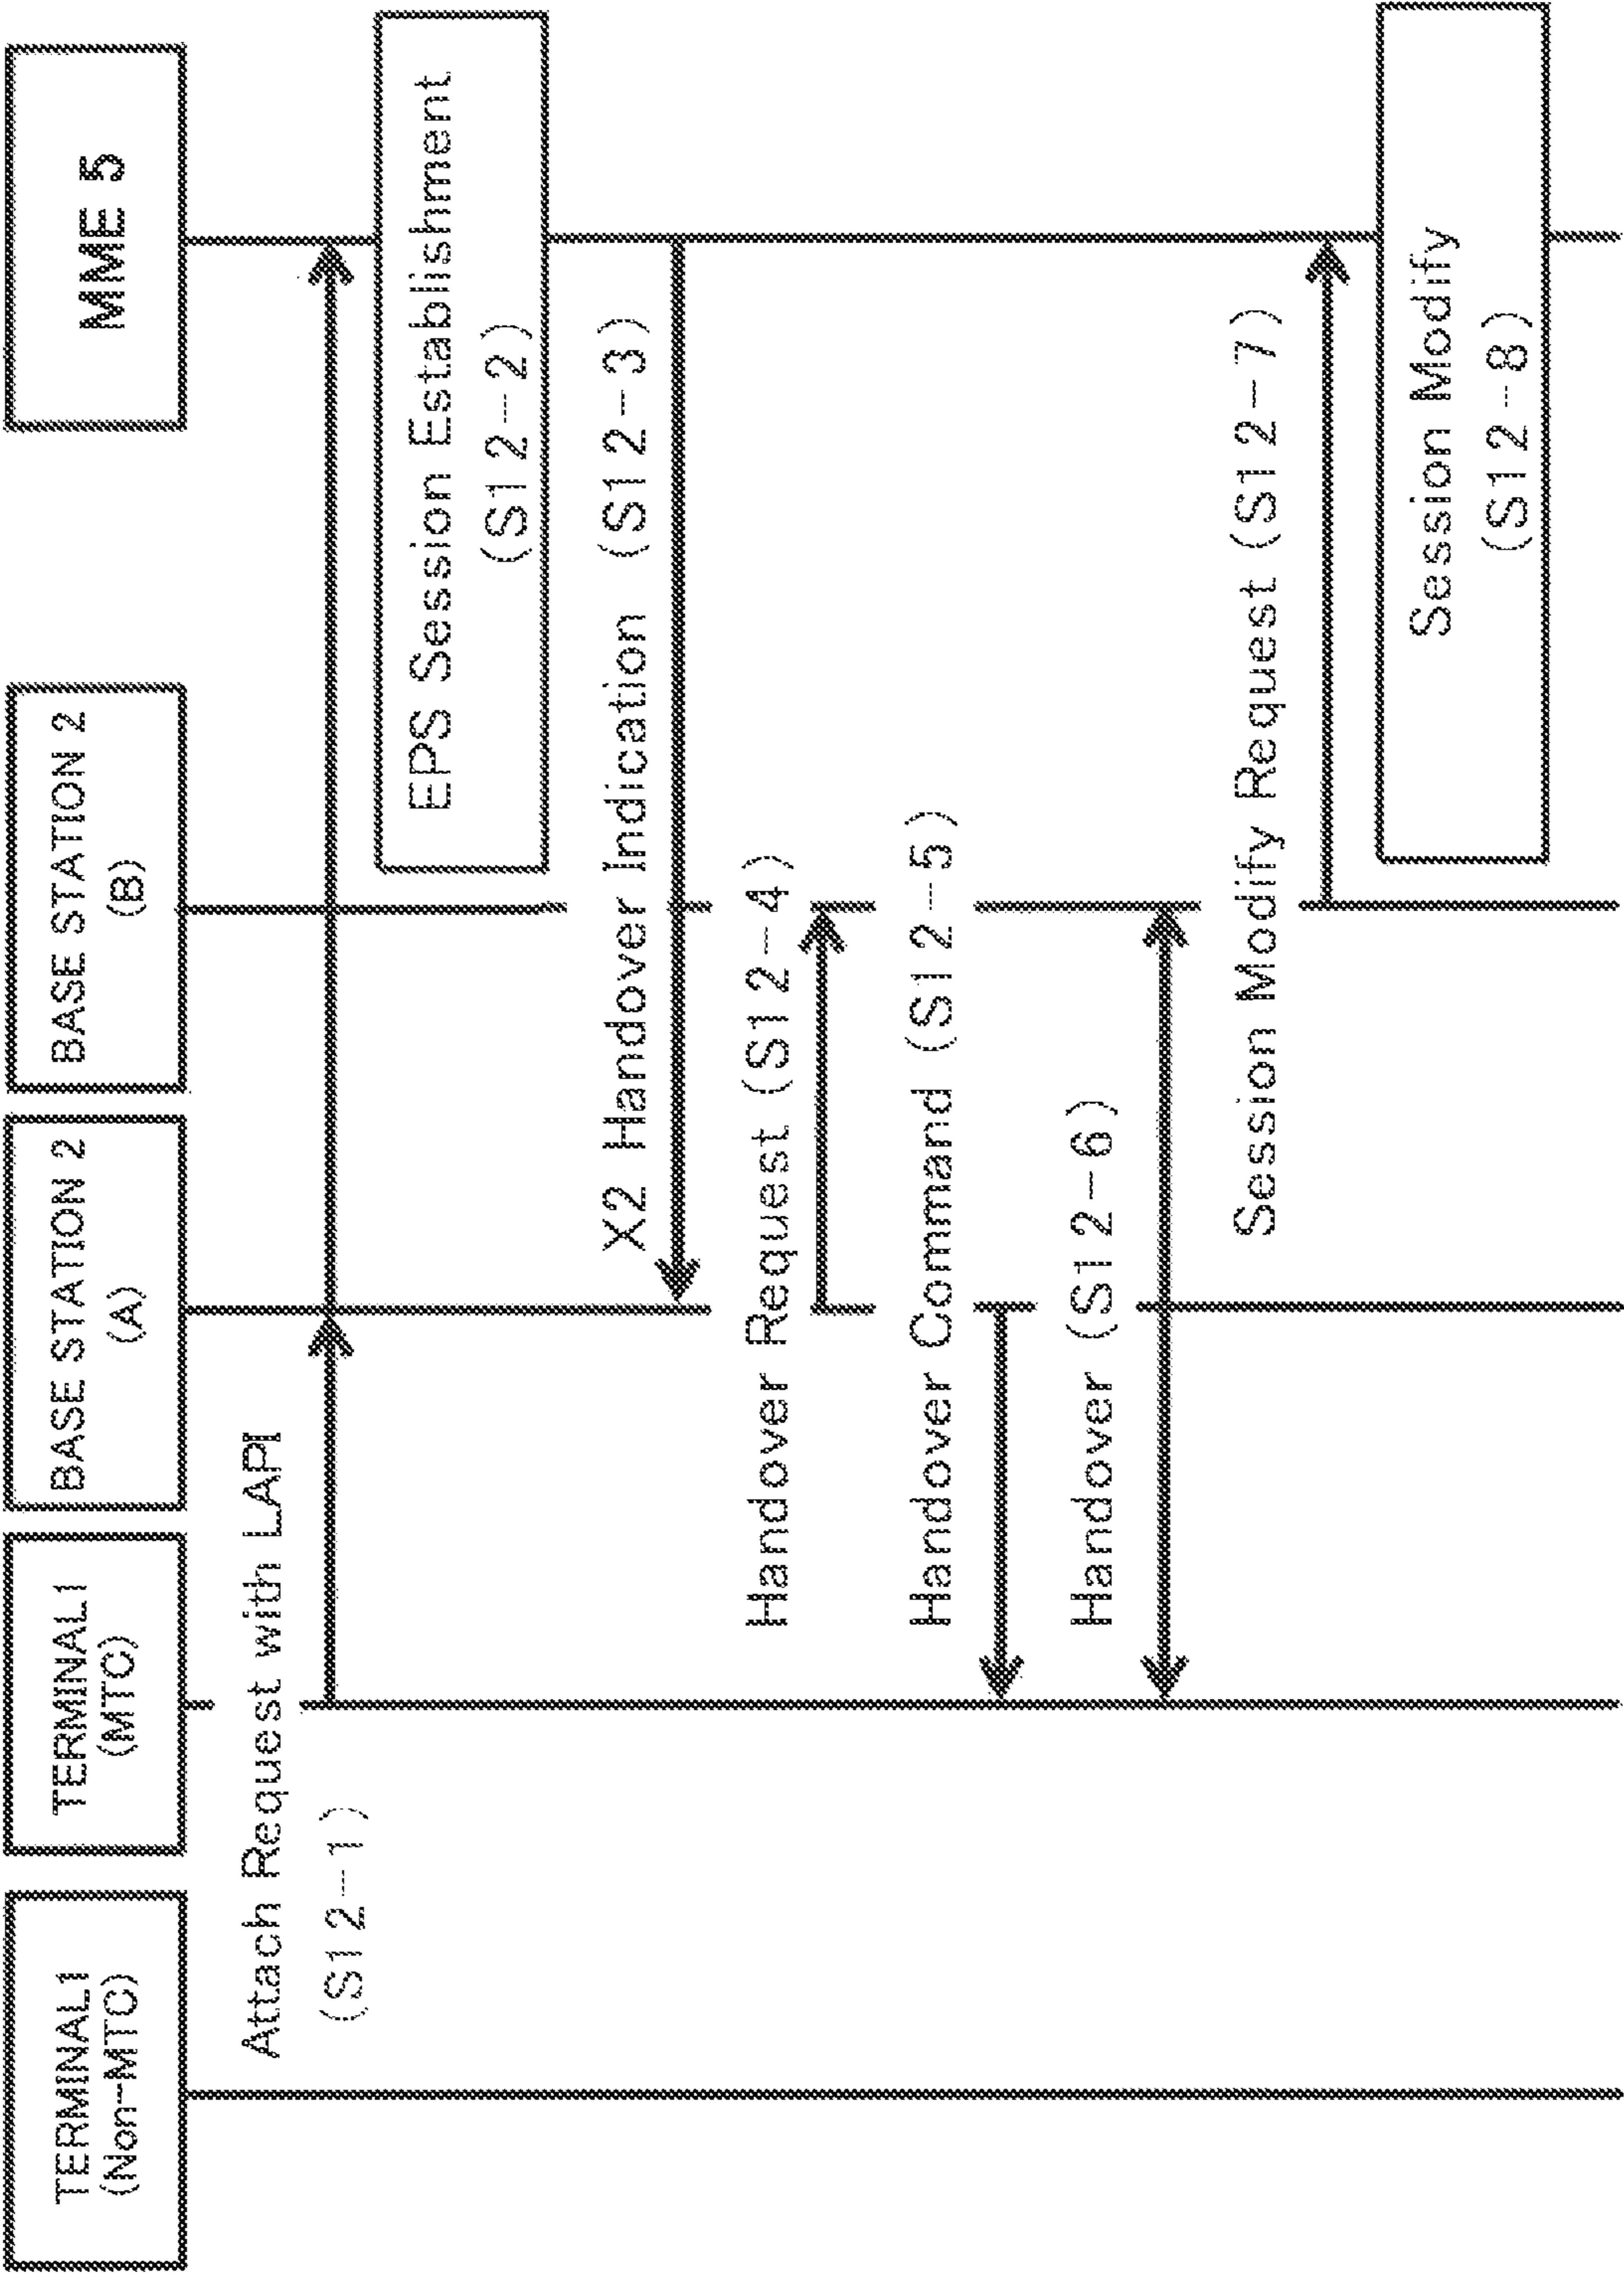 TERMINAL1
(Non-MTC)
TERMINAL1
(MTC)
BASE STATION 2
(A)
BASE STATION 2
(B)
MME 5
Attach Request with LAPI
(S12-1)
EPS Session Establishment
(S12-2)
X2 Handover Indication (S12-3)
Handover Request (S12-4)
Handover Command (S12-5)
Handover (S12-6)
Session Modify Request (S12-7)
Session Modify
(S12-8)